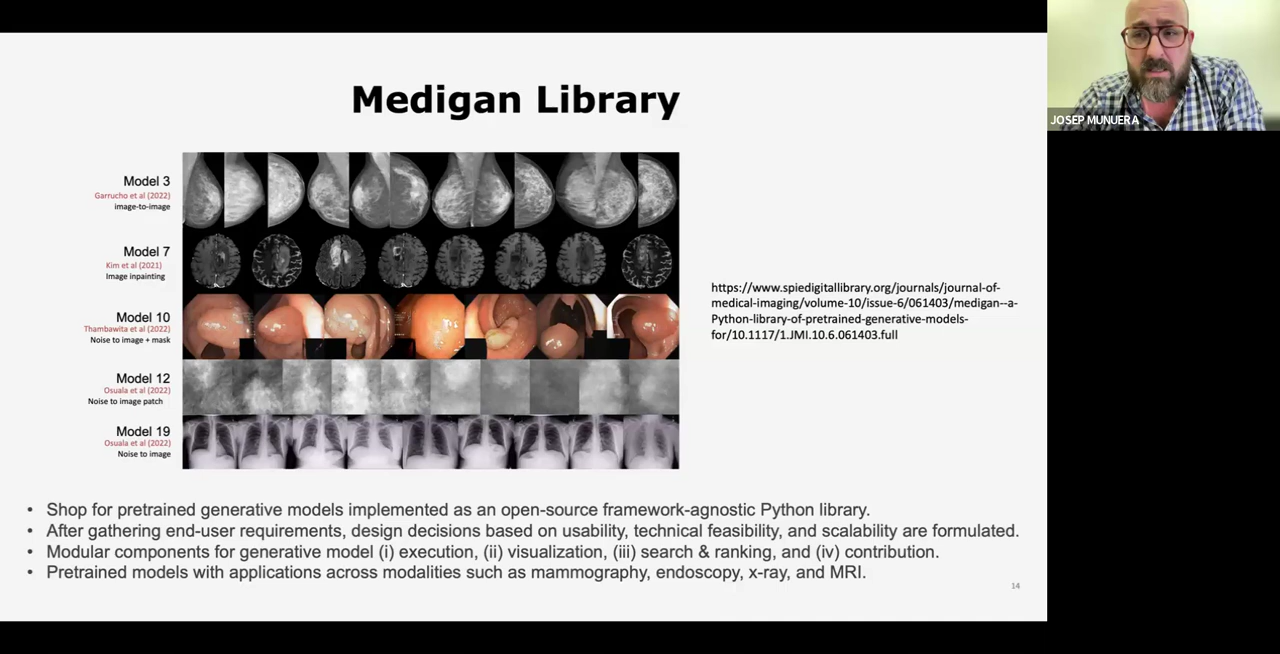 Medigan Library
Model 3
Garrucho et al (2022)
image-to-image
Model 7
Kim et al (2021)
Image inpainting
Model 10
Thambawita et al (2022)
Noise to image + mask
Model 12
Osuala et al (2022)
Noise to image patch
Model 19
Osuala et al (2022)
Noise to image
https://www.spiedigitallibrary.org/journals/journal-of-
medical-imaging/volume-10/issue-6/061403/medigan--a-
Python-library-of-pretrained-generative-models-
for/10.1117/1.JMI.10.6.061403.full
• Shop for pretrained generative models implemented as an open-source framework-agnostic Python library.
• After gathering end-user requirements, design decisions based on usability, technical feasibility, and scalability are formulated.
• Modular components for generative model (i) execution, (ii) visualization, (iii) search & ranking, and (iv) contribution.
• Pretrained models with applications across modalities such as mammography, endoscopy, x-ray, and MRI.
14
JOSEP MUNUERA